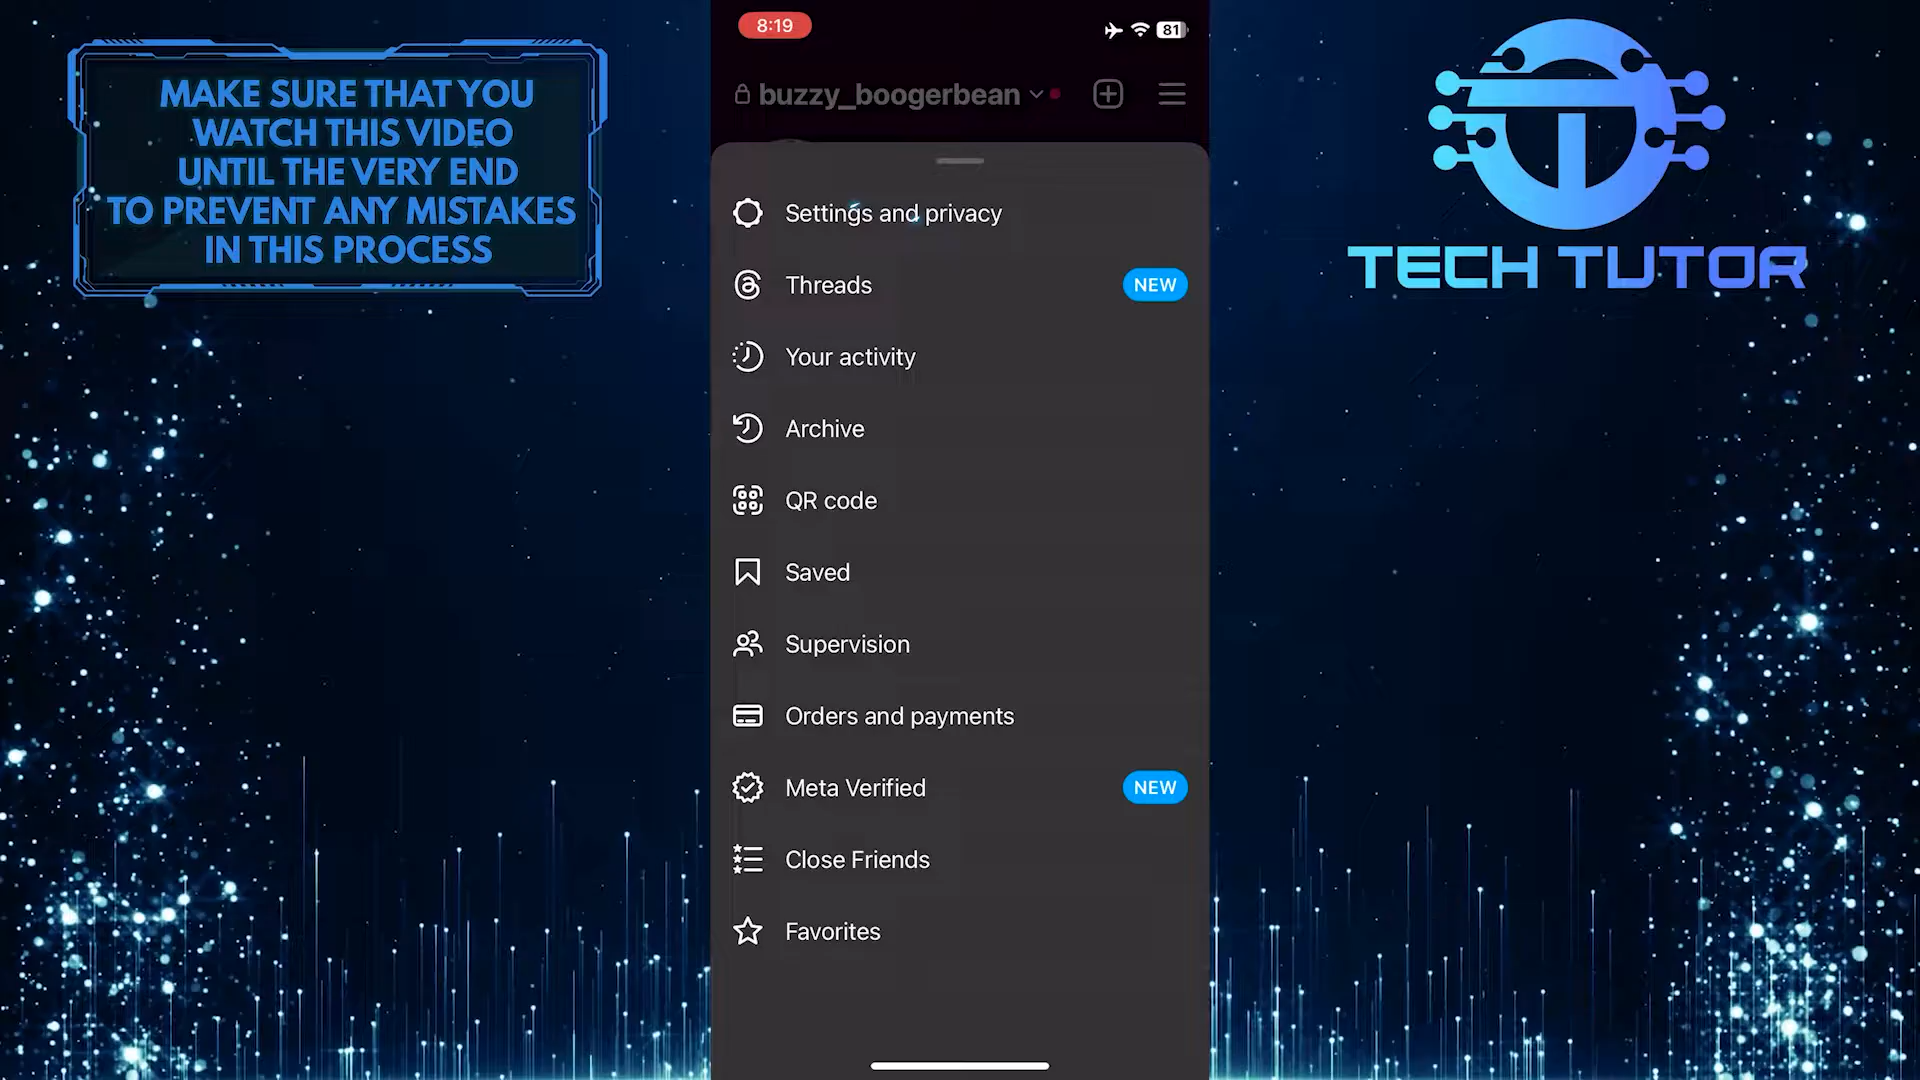 MAKE SURE THAT YOU
WATCH THIS VIDEO
UNTIL THE VERY END
TO PREVENT ANY MISTAKES
IN THIS PROCESS
8:19
81
buzzy_boogerbean
Settings and privacy
Threads NEW
Your activity
Archive
QR code
Saved
Supervision
Orders and payments
Meta Verified NEW
Close Friends
Favorites
TECH TUTOR